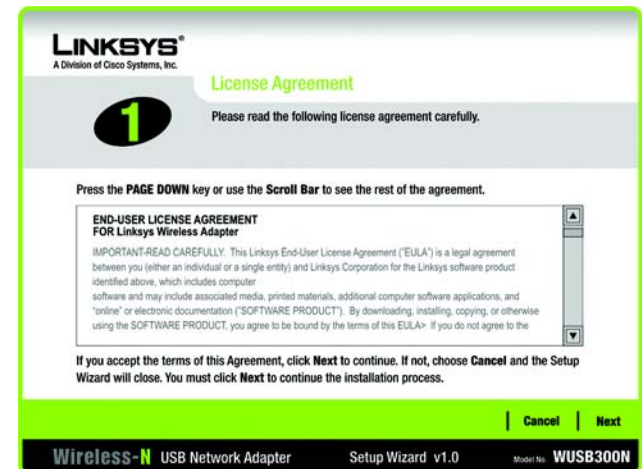 LINKSYS®
A Division of Cisco Systems, Inc.
License Agreement
1
Please read the following license agreement carefully.
Press the PAGE DOWN key or use the Scroll Bar to see the rest of the agreement.
END-USER LICENSE AGREEMENT
FOR Linksys Wireless Adapter
IMPORTANT-READ CAREFULLY. This Linksys End-User License Agreement ("EULA") is a legal agreement
between you (either an individual or a single entity) and Linksys Corporation for the Linksys software product
identified above, which includes computer
software and may include associated media, printed materials, additional computer software applications, and
"online" or electronic documentation ("SOFTWARE PRODUCT"). By downloading, installing, copying, or otherwise
using the SOFTWARE PRODUCT, you agree to be bound by the terms of this EULA> If you do not agree to the
If you accept the terms of this Agreement, click Next to continue. If not, choose Cancel and the Setup
Wizard will close. You must click Next to continue the installation process.
Cancel | Next
Wireless-N USB Network Adapter Setup Wizard v1.0 Model No. WUSB300N